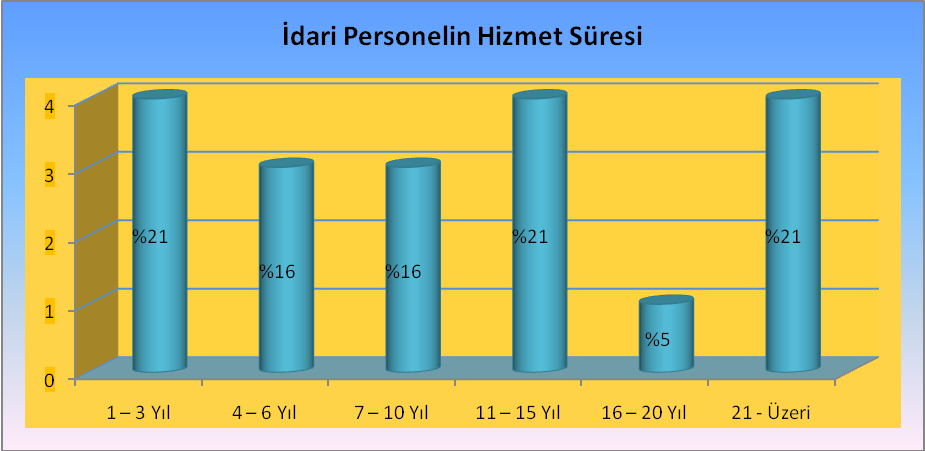 İdari Personelin Hizmet Süresi
4
3
2
1
0
%21
%16
%16
%21
%5
%21
1 – 3 Yıl
4 – 6 Yıl
7 – 10 Yıl
11 – 15 Yıl
16 – 20 Yıl
21 - Üzeri